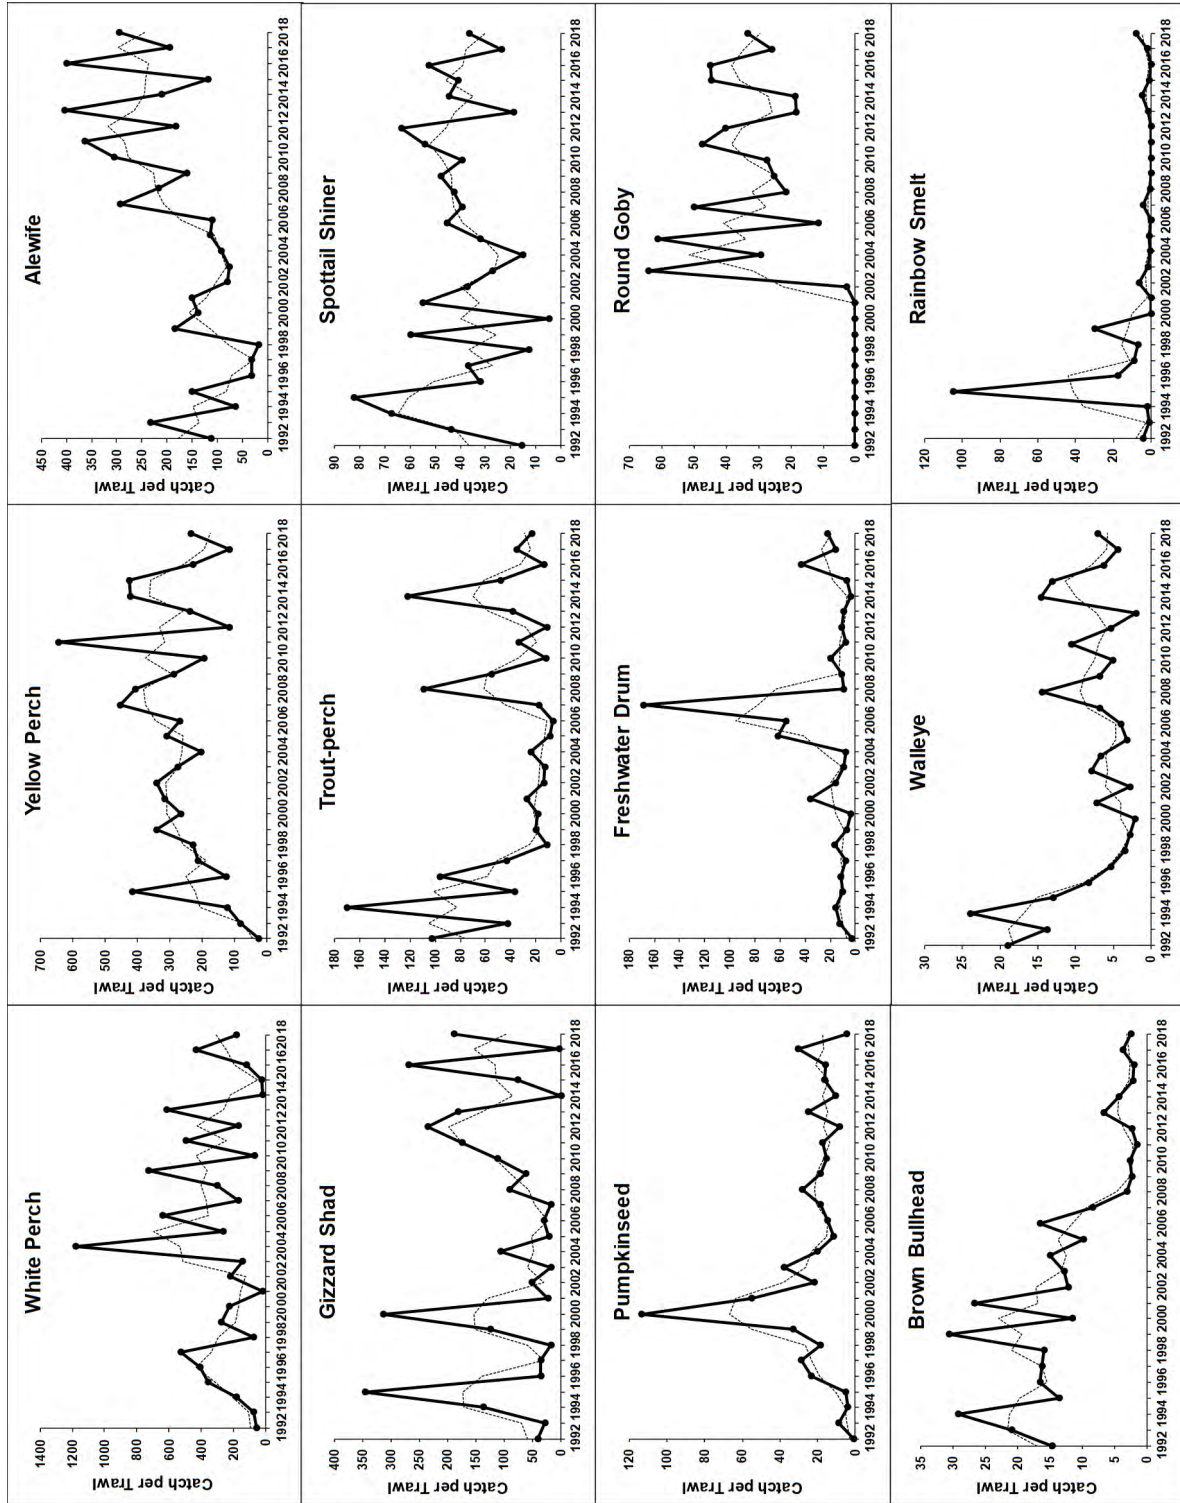 White Perch
Catch per Trawl
1400
1200
1000
800
600
400
200
0
1992 1994 1996 1998 2000 2002 2004 2006 2008 2010 2012 2014 2016 2018
Yellow Perch
Catch per Trawl
700
600
500
400
300
200
100
0
1992 1994 1996 1998 2000 2002 2004 2006 2008 2010 2012 2014 2016 2018
Alewife
Catch per Trawl
450
400
350
300
250
200
150
100
50
0
1992 1994 1996 1998 2000 2002 2004 2006 2008 2010 2012 2014 2016 2018
Gizzard Shad
Catch per Trawl
400
350
300
250
200
150
100
50
0
1992 1994 1996 1998 2000 2002 2004 2006 2008 2010 2012 2014 2016 2018
Trout-perch
Catch per Trawl
180
160
140
120
100
80
60
40
20
0
1992 1994 1996 1998 2000 2002 2004 2006 2008 2010 2012 2014 2016 2018
Spottail Shiner
Catch per Trawl
90
80
70
60
50
40
30
20
10
0
1992 1994 1996 1998 2000 2002 2004 2006 2008 2010 2012 2014 2016 2018
Pumpkinseed
Catch per Trawl
120
100
80
60
40
20
0
1992 1994 1996 1998 2000 2002 2004 2006 2008 2010 2012 2014 2016 2018
Freshwater Drum
Catch per Trawl
180
160
140
120
100
80
60
40
20
0
1992 1994 1996 1998 2000 2002 2004 2006 2008 2010 2012 2014 2016 2018
Round Goby
Catch per Trawl
70
60
50
40
30
20
10
0
1992 1994 1996 1998 2000 2002 2004 2006 2008 2010 2012 2014 2016 2018
Brown Bullhead
Catch per Trawl
35
30
25
20
15
10
5
0
1992 1994 1996 1998 2000 2002 2004 2006 2008 2010 2012 2014 2016 2018
Walleye
Catch per Trawl
30
25
20
15
10
5
0
1992 1994 1996 1998 2000 2002 2004 2006 2008 2010 2012 2014 2016 2018
Rainbow Smelt
Catch per Trawl
120
100
80
60
40
20
0
1992 1994 1996 1998 2000 2002 2004 2006 2008 2010 2012 2014 2016 2018